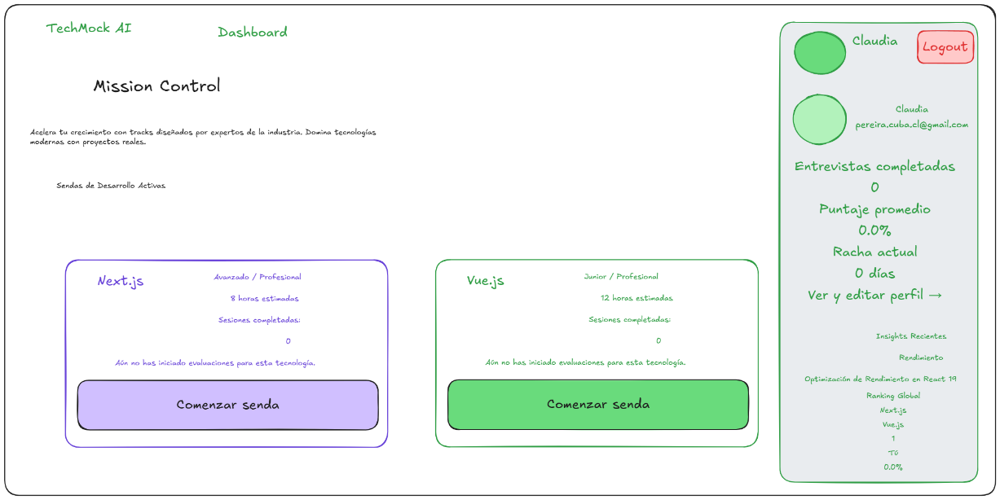 TechMock AI
Dashboard
Mission Control
Acelera tu crecimiento con tracks diseñados por expertos de la industria. Domina tecnologías
modernas con proyectos reales.
Sendas de Desarrollo Activas
Next.js
Avanzado / Profesional
8 horas estimadas
Sesiones completadas:
0
Aún no has iniciado evaluaciones para esta tecnología.
Comenzar senda
Vue.js
Junior / Profesional
12 horas estimadas
Sesiones completadas:
0
Aún no has iniciado evaluaciones para esta tecnología.
Comenzar senda
Claudia
Logout
Claudia
pereira.cuba.cl@gmail.com
Entrevistas completadas
0
Puntaje promedio
0.0%
Racha actual
0 días
Ver y editar perfil →
Insights Recientes
Rendimiento
Optimización de Rendimiento en React 19
Ranking Global
Next.js
Vue.js
1
Tú
0.0%